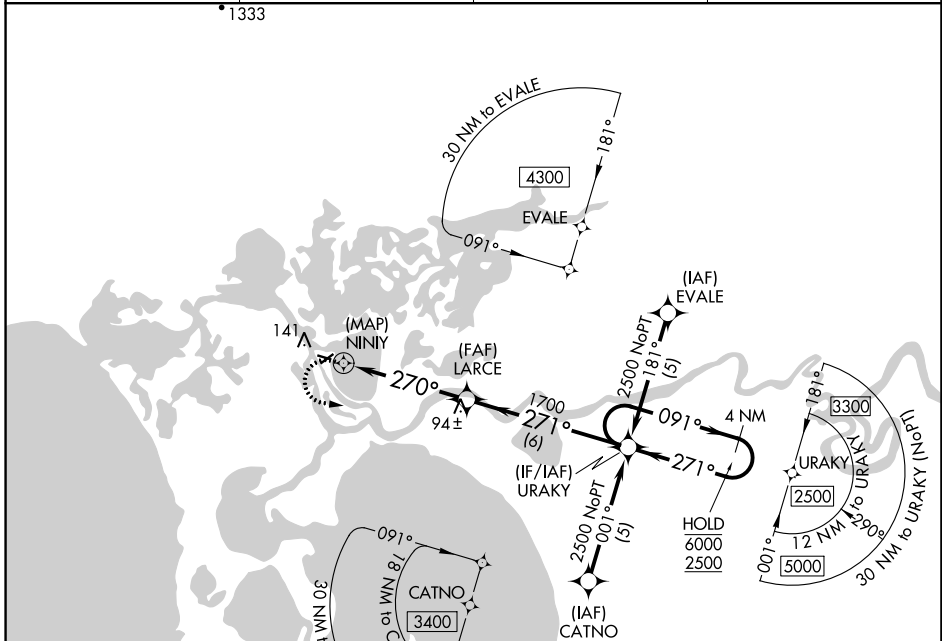 1333
30 NM to EVALE
181°
4300
EVALE
091°
(IAF)
EVALE
141
(MAP)
NINIY
2500 NoPT
181°
(5)
(FAF)
LARCE
270°
94±
1700
271°
(6)
091°
4 NM
271°
(IF/IAF)
URAKY
181°
3300
URAKY
2500
12 NM to URAKY
290°
001°
5000
30 NM to URAKY (NoPT)
HOLD
6000
2500
2500 NoPT
001°
(5)
(IAF)
CATNO
091°
CATNO
3400
18 NM to C
30 NM t